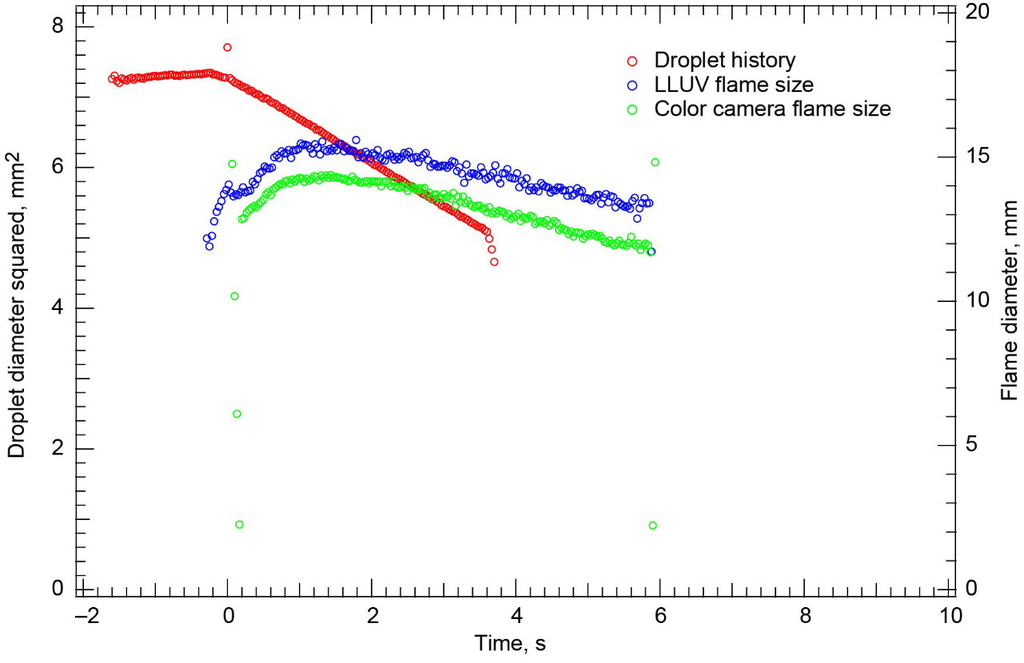 8
6
4
2
0
Droplet diameter squared, mm2
Droplet history
LLUV flame size
Color camera flame size
20
15
10
5
0
Flame diameter, mm
–2 0 2 4 6 8 10
Time, s